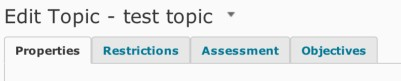 Edit Topic - test topic
Properties Restrictions Assessment Objectives